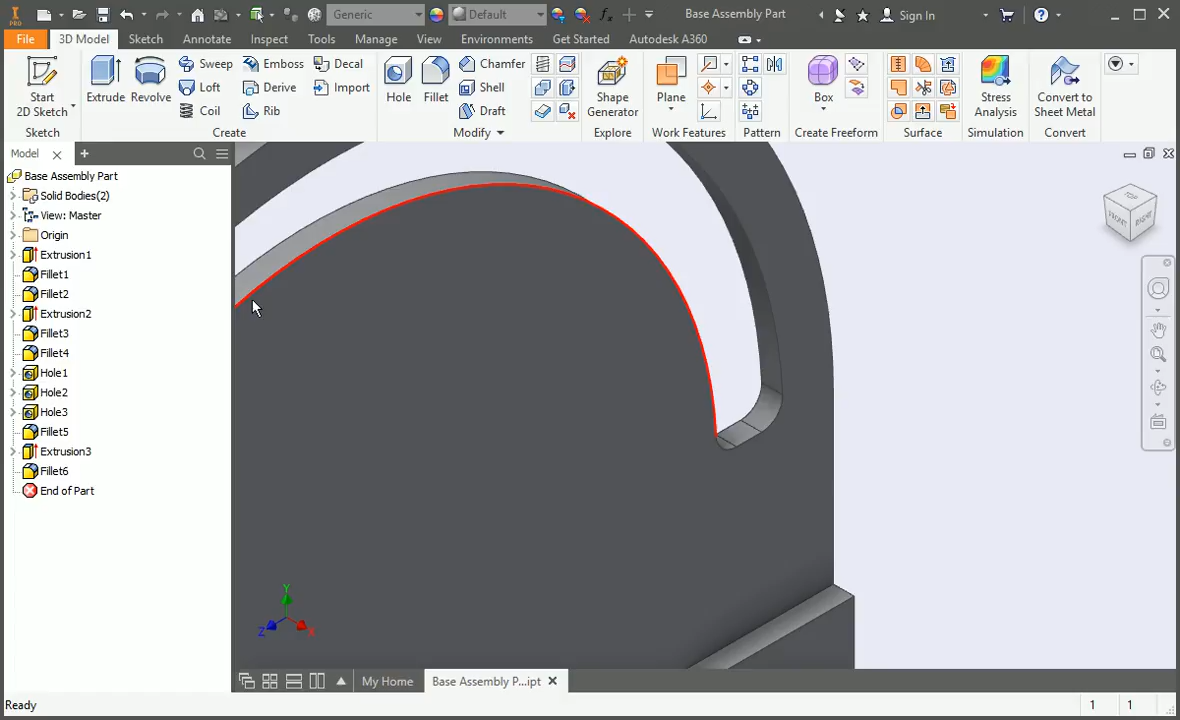 PRO
Generic
Default
Base Assembly Part
Sign In
File
3D Model
Sketch
Annotate
Inspect
Tools
Manage
View
Environments
Get Started
Autodesk A360
Start
2D Sketch
Extrude
Revolve
Sweep
Loft
Coil
Emboss
Derive
Rib
Decal
Import
Hole
Fillet
Chamfer
Shell
Draft
Shape
Generator
Plane
Box
Stress
Analysis
Convert to
Sheet Metal
Sketch
Create
Modify
Explore
Work Features
Pattern
Create Freeform
Surface
Simulation
Convert
Model
Base Assembly Part
Solid Bodies(2)
View: Master
Origin
Extrusion1
Fillet1
Fillet2
Extrusion2
Fillet3
Fillet4
Hole1
Hole2
Hole3
Fillet5
Extrusion3
Fillet6
End of Part
FRONT
RIGHT
Y
Z
X
My Home
Base Assembly P...ipt
Ready
1
1